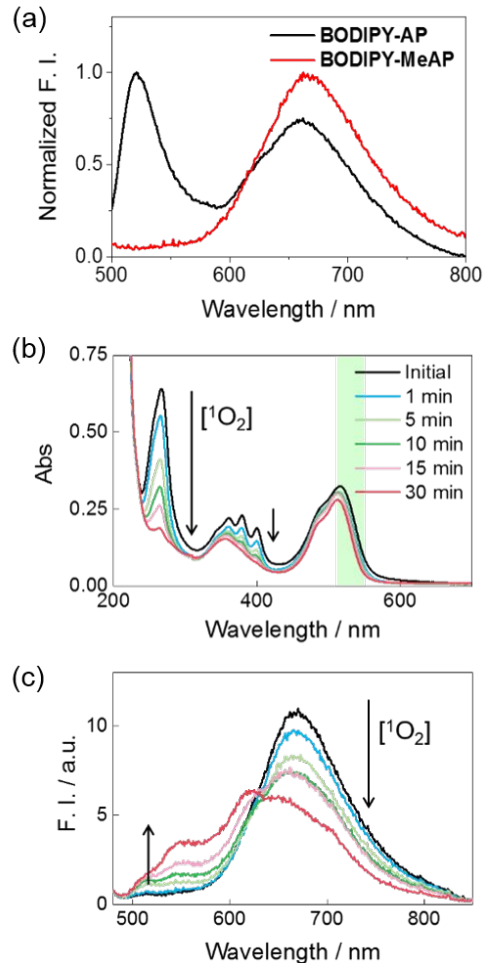 (a)
BODIPY-AP
BODIPY-MeAP
1.0
0.5
0.0
Normalized F. I.
500 600 700 800
Wavelength / nm
(b)
0.75
0.50
0.25
0.00
Abs
[¹O₂]
Initial
1 min
5 min
10 min
15 min
30 min
200 400 600
Wavelength / nm
(c)
10
5
0
F. I. / a.u.
[¹O₂]
500 600 700 800
Wavelength / nm